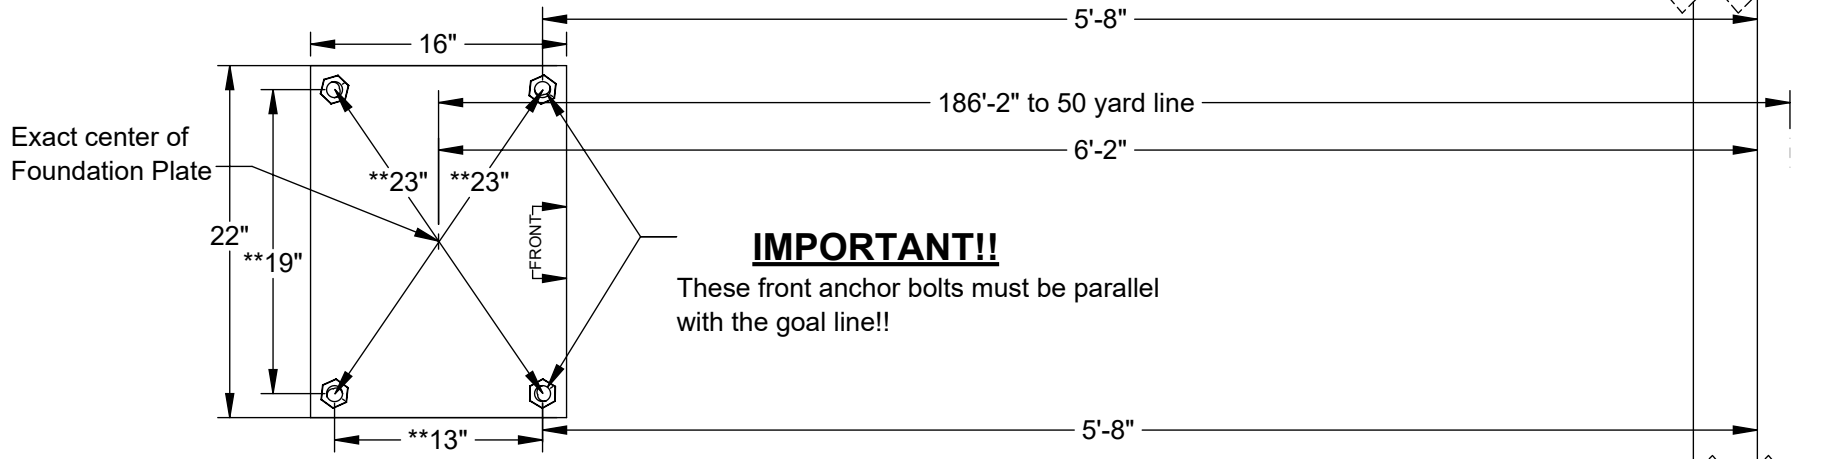 5'-8"
16"
186'-2" to 50 yard line
Exact center of
Foundation Plate
6'-2"
**23"
**23"
FRONT
22"
**19"
IMPORTANT!!
These front anchor bolts must be parallel
with the goal line!!
**13"
5'-8"